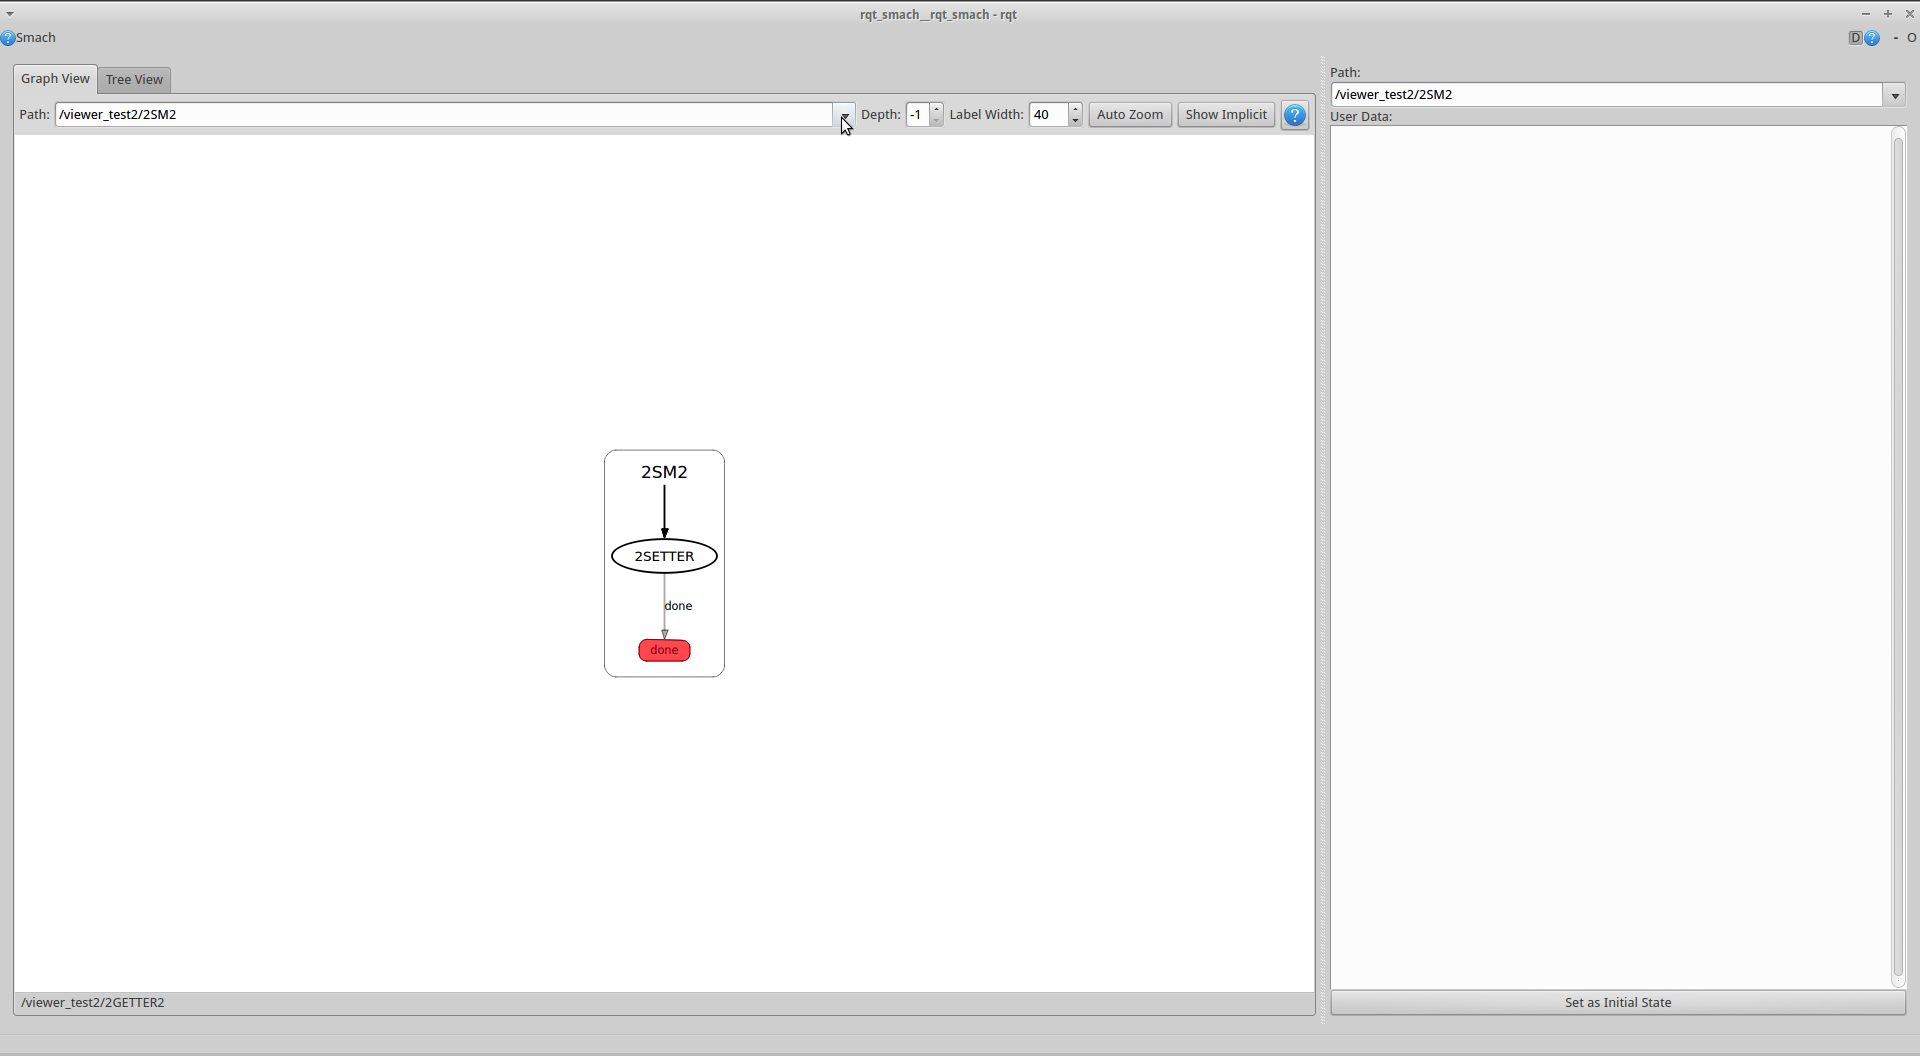 rqt_smach__rqt_smach - rqt
Smach
D
- O
Graph View Tree View
Path: /viewer_test2/2SM2 Depth: -1 Label Width: 40 Auto Zoom Show Implicit
2SM2
2SETTER
done
done
/viewer_test2/2GETTER2
Path:
/viewer_test2/2SM2
User Data:
Set as Initial State